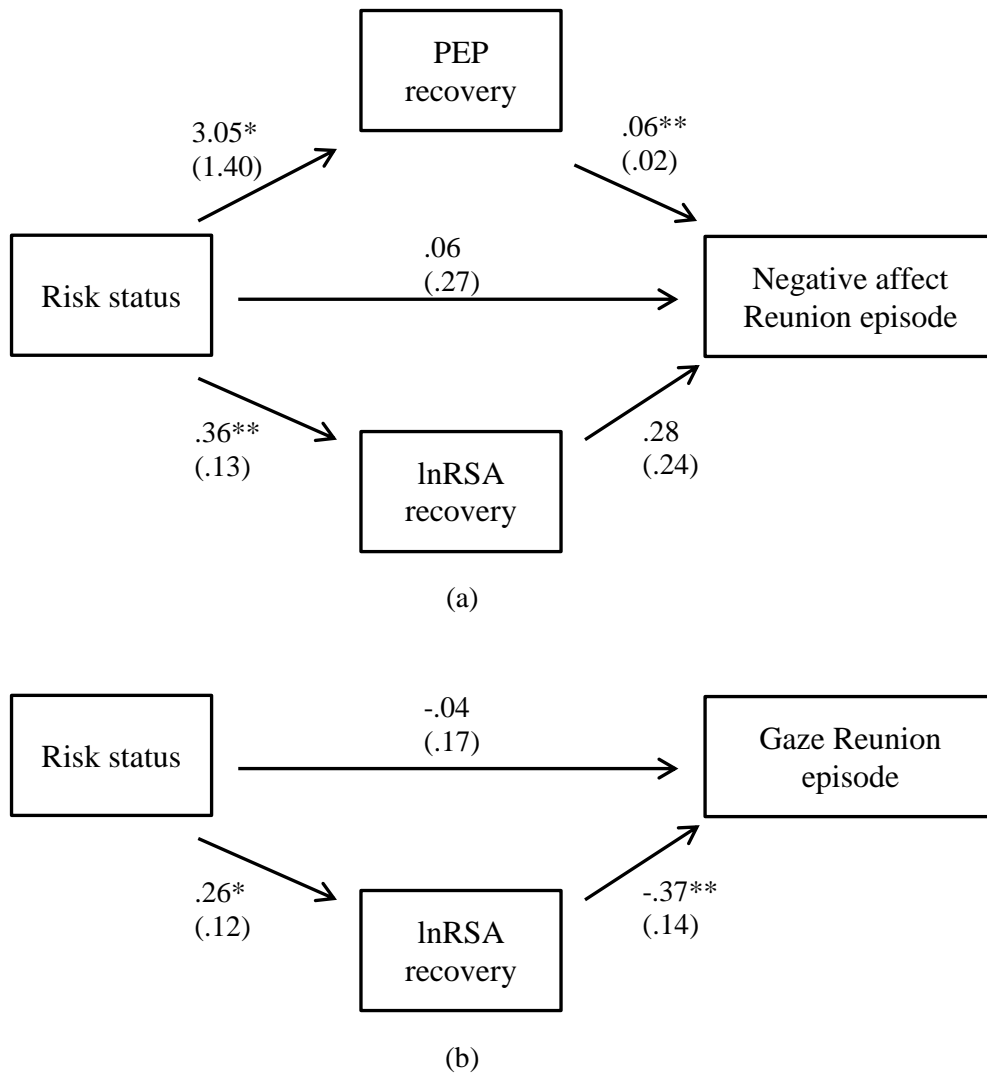 PEP
recovery
3.05*
(1.40)
.06**
(.02)
Risk status
.06
(.27)
Negative affect
Reunion episode
.36**
(.13)
lnRSA
recovery
.28
(.24)
(a)
Risk status
-.04
(.17)
Gaze Reunion
episode
.26*
(.12)
lnRSA
recovery
-.37**
(.14)
(b)